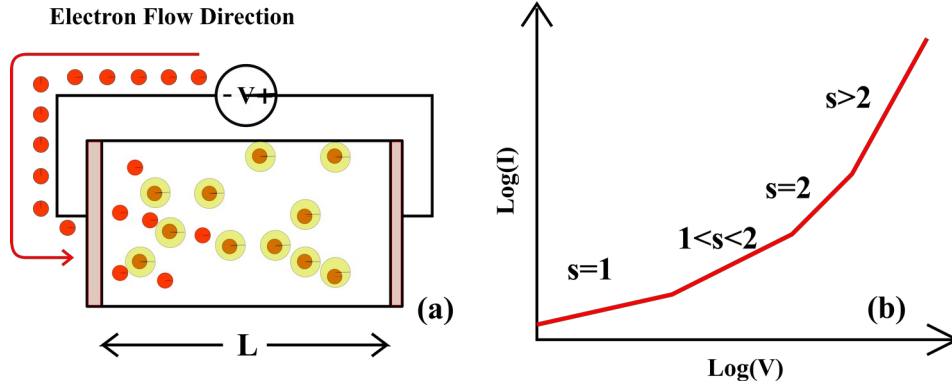 Electron Flow Direction
- V+
L
(a)
Log(I)
s=1
1<s<2
s=2
s>2
(b)
Log(V)